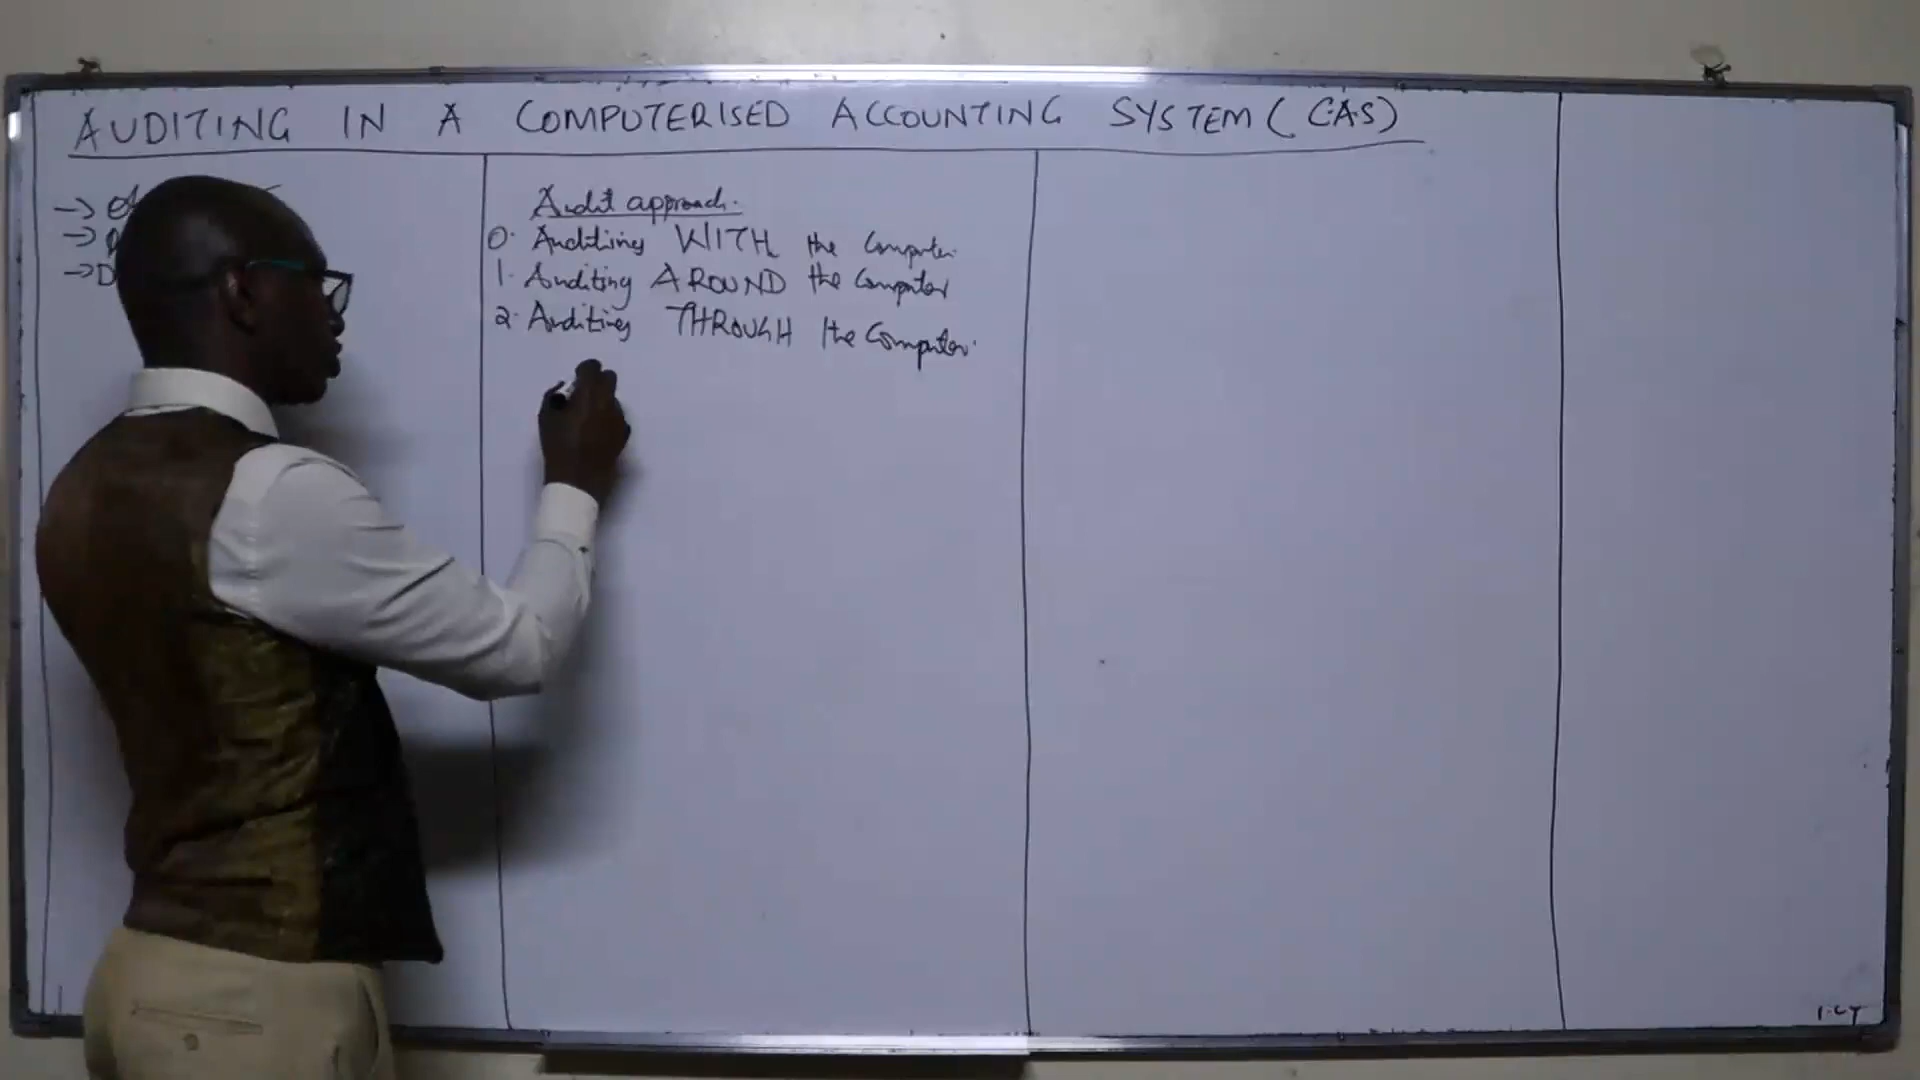 AUDITING IN A COMPUTERISED ACCOUNTING SYSTEM (C.A.S)
Audit approach.
0. Auditing WITH the Computer.
1. Auditing AROUND the Computer
2. Auditing THROUGH the Computer.